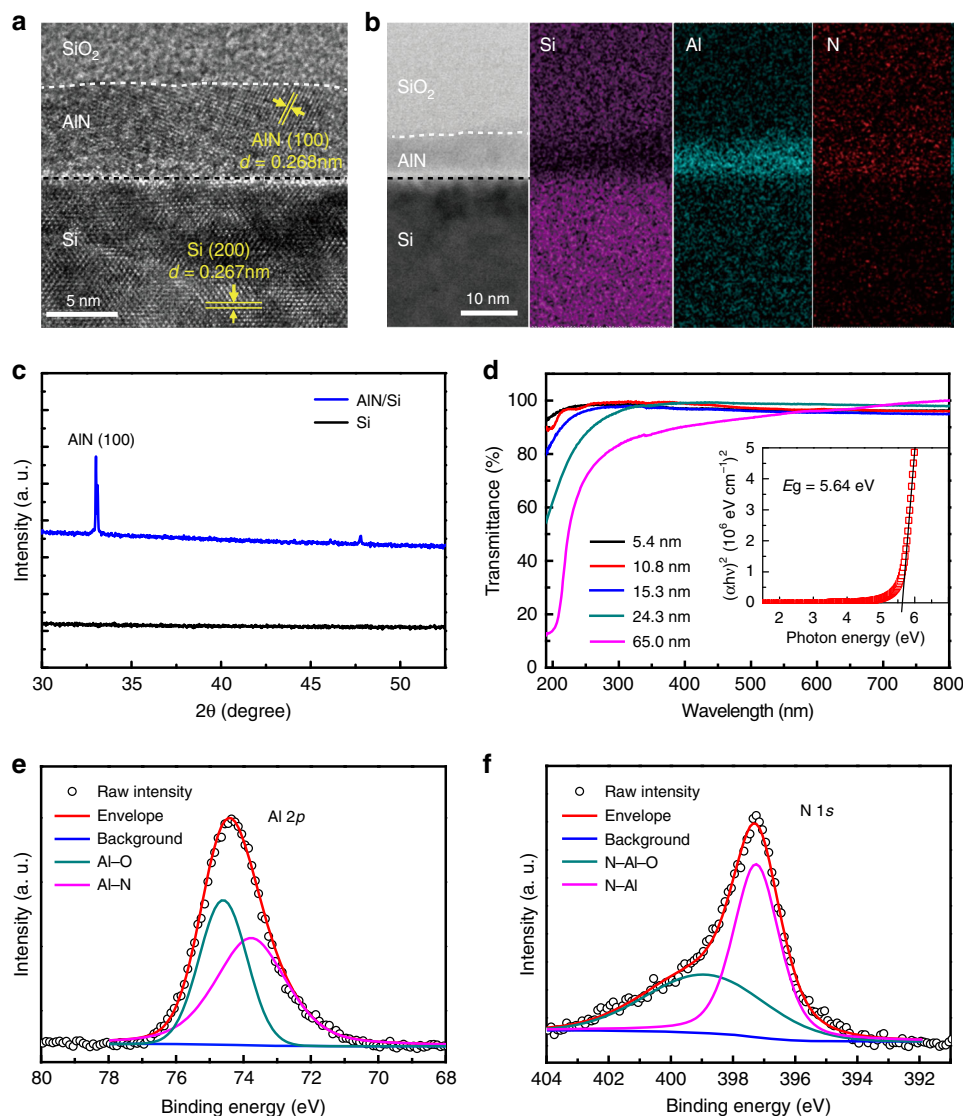 a
SiO2
AlN
AlN (100)
d = 0.268nm
Si
Si (200)
d = 0.267nm
5 nm
b
Si
Al
N
SiO2
AlN
Si
10 nm
c
AlN/Si
Si
AlN (100)
Intensity (a. u.)
30 35 40 45 50
2θ (degree)
d
100
80
60
40
20
10
0
Transmittance (%)
5.4 nm
10.8 nm
15.3 nm
24.3 nm
65.0 nm
200 300 400 500 600 700 800
Wavelength (nm)
5
4
3
2
1
0
Eg = 5.64 eV
(αhν)² (10⁶ eV cm⁻¹)²
2 3 4 5 6
Photon energy (eV)
e
Raw intensity
Envelope
Background
Al–O
Al–N
Al 2p
Intensity (a. u.)
80 78 76 74 72 70 68
Binding energy (eV)
f
Raw intensity
Envelope
Background
N–Al–O
N–Al
N 1s
Intensity (a. u.)
404 402 400 398 396 394 392
Binding energy (eV)